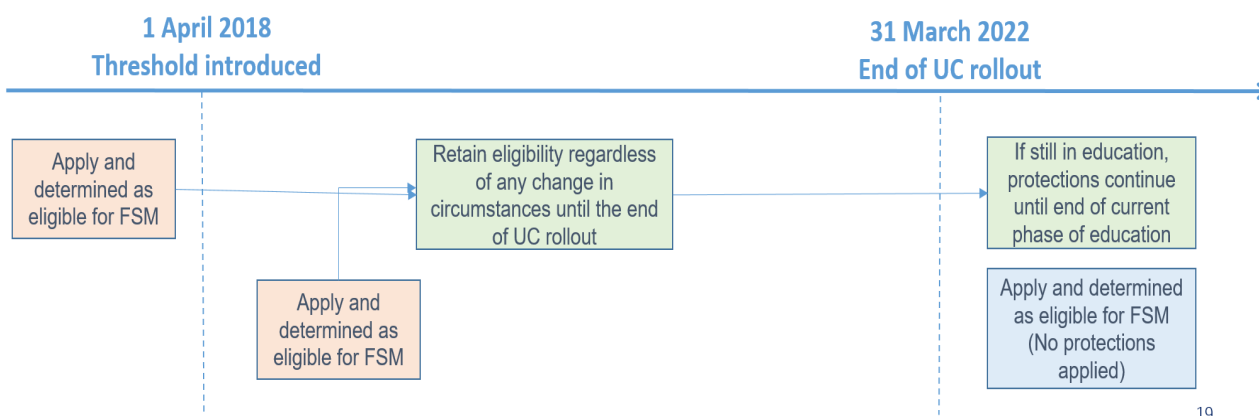 1 April 2018
Threshold introduced
31 March 2022
End of UC rollout
Apply and
determined as
eligible for FSM
Retain eligibility regardless
of any change in
circumstances until the end
of UC rollout
If still in education,
protections continue
until end of current
phase of education
Apply and
determined as
eligible for FSM
Apply and determined
as eligible for FSM
(No protections
applied)
19